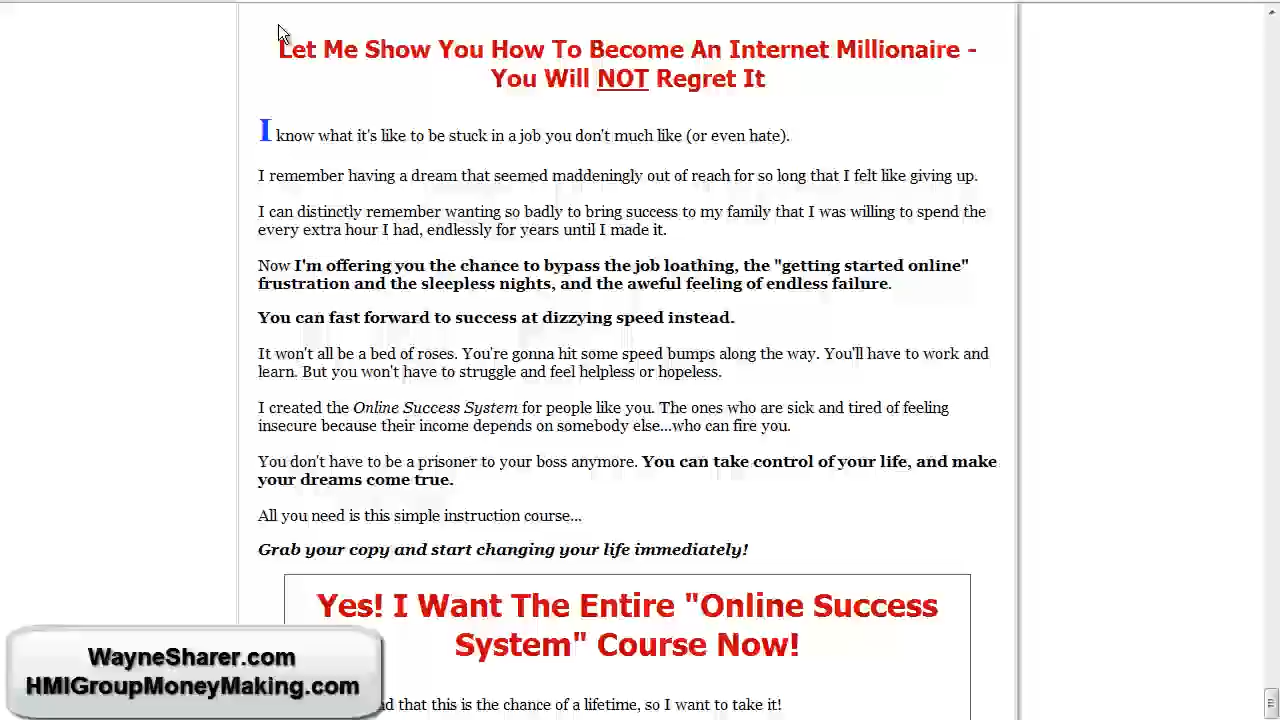 Let Me Show You How To Become An Internet Millionaire -
You Will NOT Regret It
I know what it's like to be stuck in a job you don't much like (or even hate).
I remember having a dream that seemed maddeningly out of reach for so long that I felt like giving up.
I can distinctly remember wanting so badly to bring success to my family that I was willing to spend the
every extra hour I had, endlessly for years until I made it.
Now I'm offering you the chance to bypass the job loathing, the "getting started online"
frustration and the sleepless nights, and the aweful feeling of endless failure.
You can fast forward to success at dizzying speed instead.
It won't all be a bed of roses. You're gonna hit some speed bumps along the way. You'll have to work and
learn. But you won't have to struggle and feel helpless or hopeless.
I created the Online Success System for people like you. The ones who are sick and tired of feeling
insecure because their income depends on somebody else...who can fire you.
You don't have to be a prisoner to your boss anymore. You can take control of your life, and make
your dreams come true.
All you need is this simple instruction course...
Grab your copy and start changing your life immediately!
Yes! I Want The Entire "Online Success
System" Course Now!
that this is the chance of a lifetime, so I want to take it!
WayneSharer.com
HMIGroupMoneyMaking.com